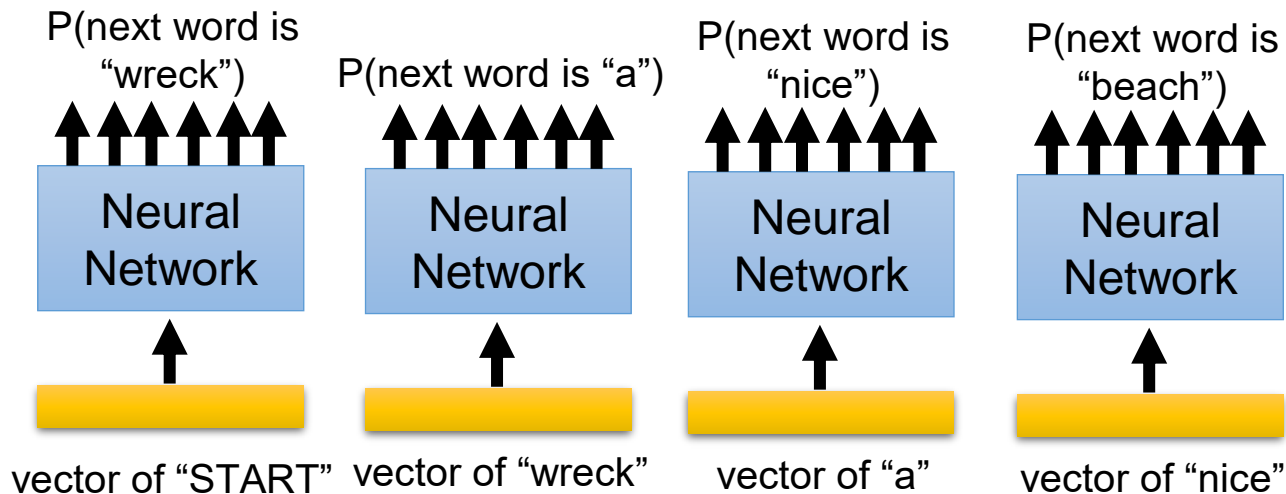 P(next word is
“wreck”)
P(next word is “a”)
P(next word is
“nice”)
P(next word is
“beach”)
Neural
Network
Neural
Network
Neural
Network
Neural
Network
vector of “START”
vector of “wreck”
vector of “a”
vector of “nice”